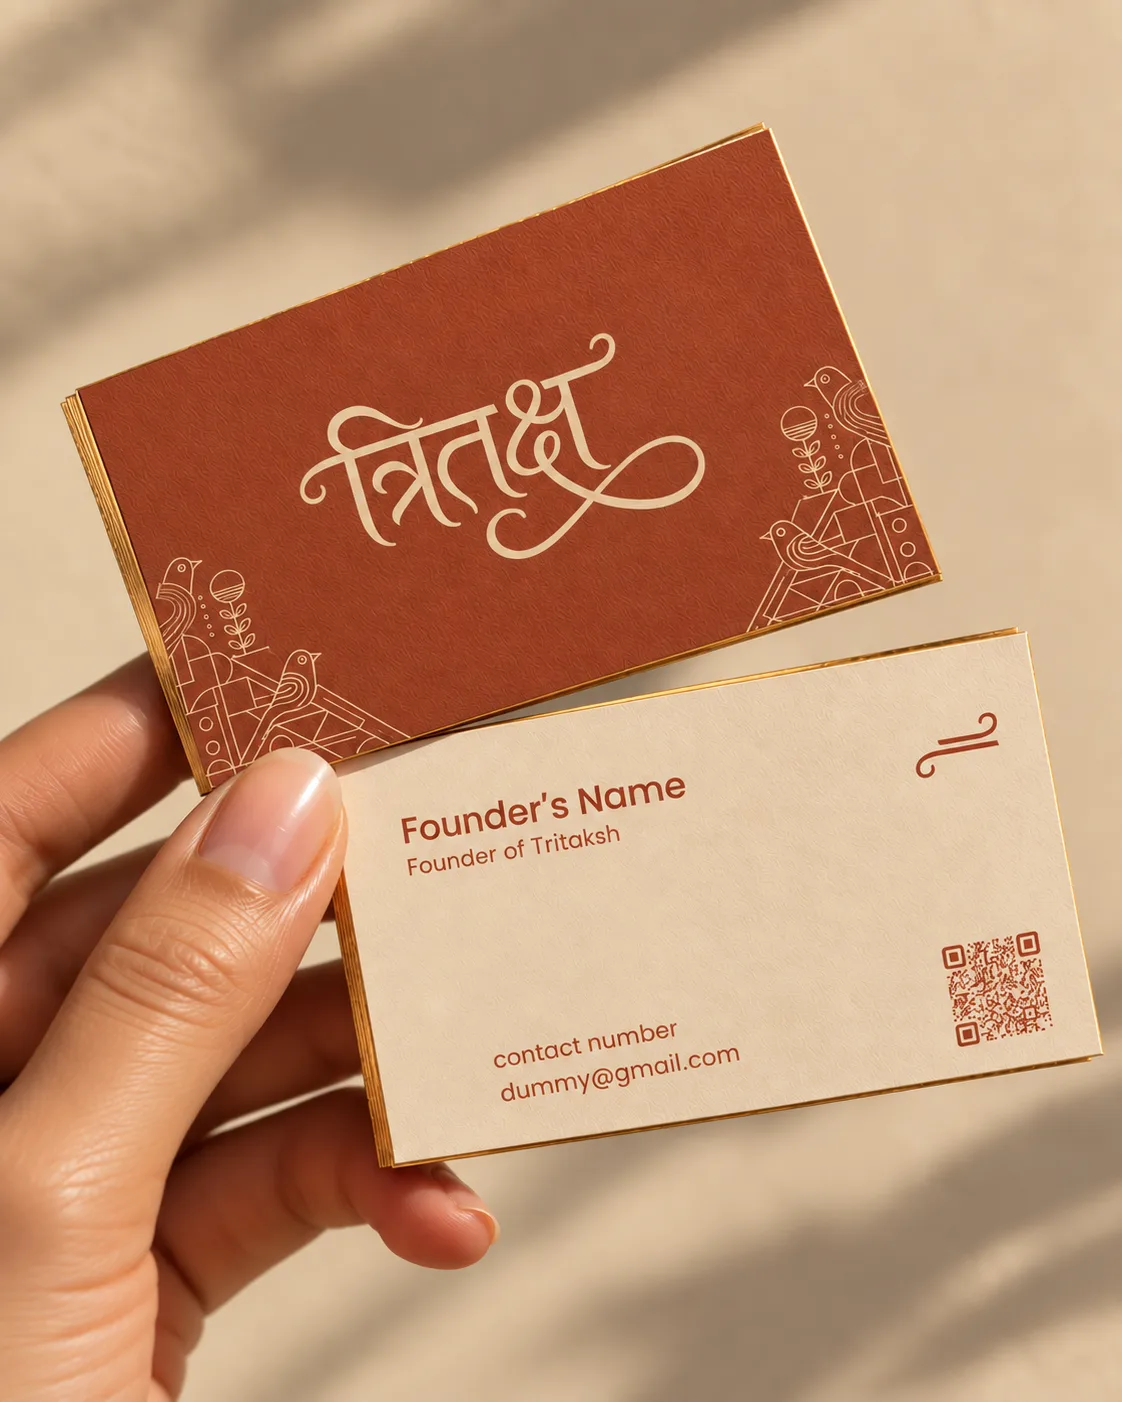 त्रितक्ष
Founder's Name
Founder of Tritaksh
contact number
dummy@gmail.com